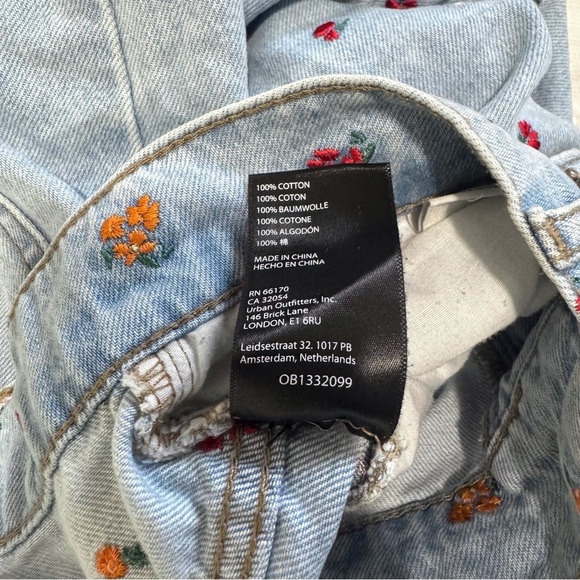 100% COTTON
100% COTON
100% BAUMWOLLE
100% COTONE
100% ALGODÓN
100% 棉
MADE IN CHINA
HECHO EN CHINA
RN 66170
CA 32054
Urban Outfitters, Inc.
146 Brick Lane
LONDON, E1 6RU
Leidsestraat 32, 1017 PB
Amsterdam, Netherlands
OB1332099